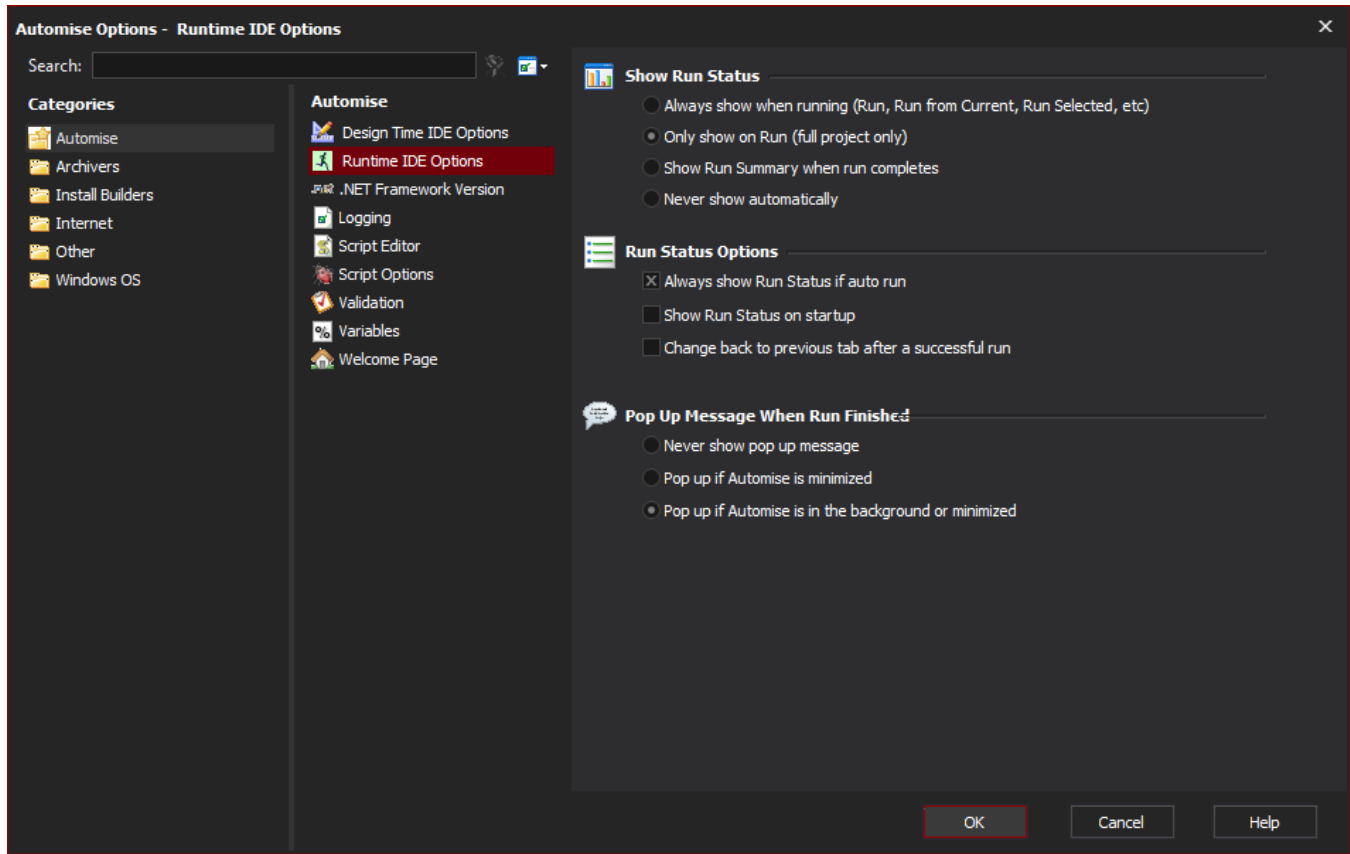 Automise Options - Runtime IDE Options
Search:
Categories
Automise
Archivers
Install Builders
Internet
Other
Windows OS
Automise
Design Time IDE Options
Runtime IDE Options
.NET Framework Version
Logging
Script Editor
Script Options
Validation
Variables
Welcome Page
Show Run Status
Always show when running (Run, Run from Current, Run Selected, etc)
Only show on Run (full project only)
Show Run Summary when run completes
Never show automatically
Run Status Options
Always show Run Status if auto run
Show Run Status on startup
Change back to previous tab after a successful run
Pop Up Message When Run Finished
Never show pop up message
Pop up if Automise is minimized
Pop up if Automise is in the background or minimized
OK
Cancel
Help